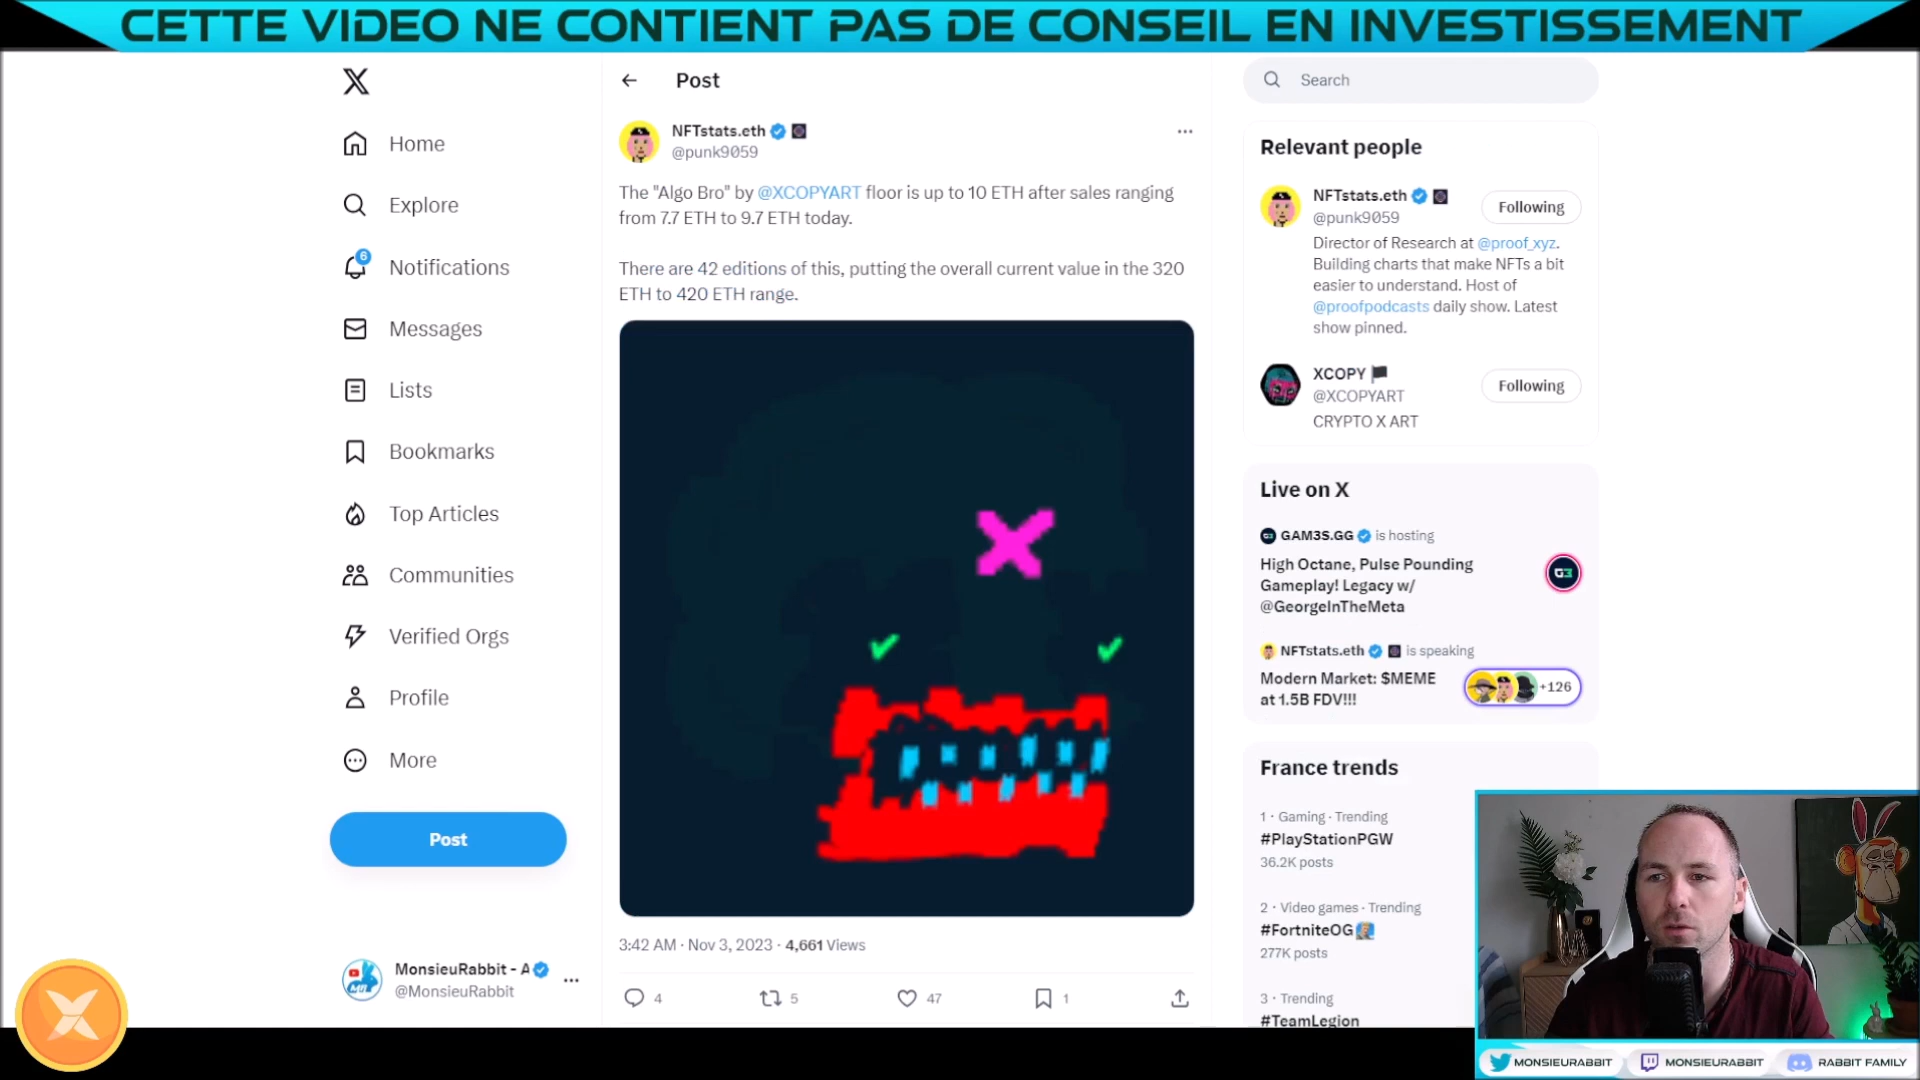 CETTE VIDEO NE CONTIENT PAS DE CONSEIL EN INVESTISSEMENT
Home
Explore
6
Notifications
Messages
Lists
Bookmarks
Top Articles
Communities
Verified Orgs
Profile
More
Post
MonsieuRabbit - A
@MonsieuRabbit
Post
NFTstats.eth
@punk9059
The "Algo Bro" by @XCOPYART floor is up to 10 ETH after sales ranging
from 7.7 ETH to 9.7 ETH today.
There are 42 editions of this, putting the overall current value in the 320
ETH to 420 ETH range.
3:42 AM · Nov 3, 2023 · 4,661 Views
4
5
47
1
Search
Relevant people
NFTstats.eth
@punk9059
Following
Director of Research at @proof_xyz.
Building charts that make NFTs a bit
easier to understand. Host of
@proofpodcasts daily show. Latest
show pinned.
XCOPY
@XCOPYART
Following
CRYPTO X ART
Live on X
GAM3S.GG is hosting
High Octane, Pulse Pounding
Gameplay! Legacy w/
@GeorgeInTheMeta
G3
NFTstats.eth is speaking
Modern Market: $MEME
at 1.5B FDV!!!
+126
France trends
1 · Gaming · Trending
#PlayStationPGW
36.2K posts
2 · Video games · Trending
#FortniteOG
277K posts
3 · Trending
#TeamLegion
MONSIEURABBIT
MONSIEURABBIT
RABBIT FAMILY